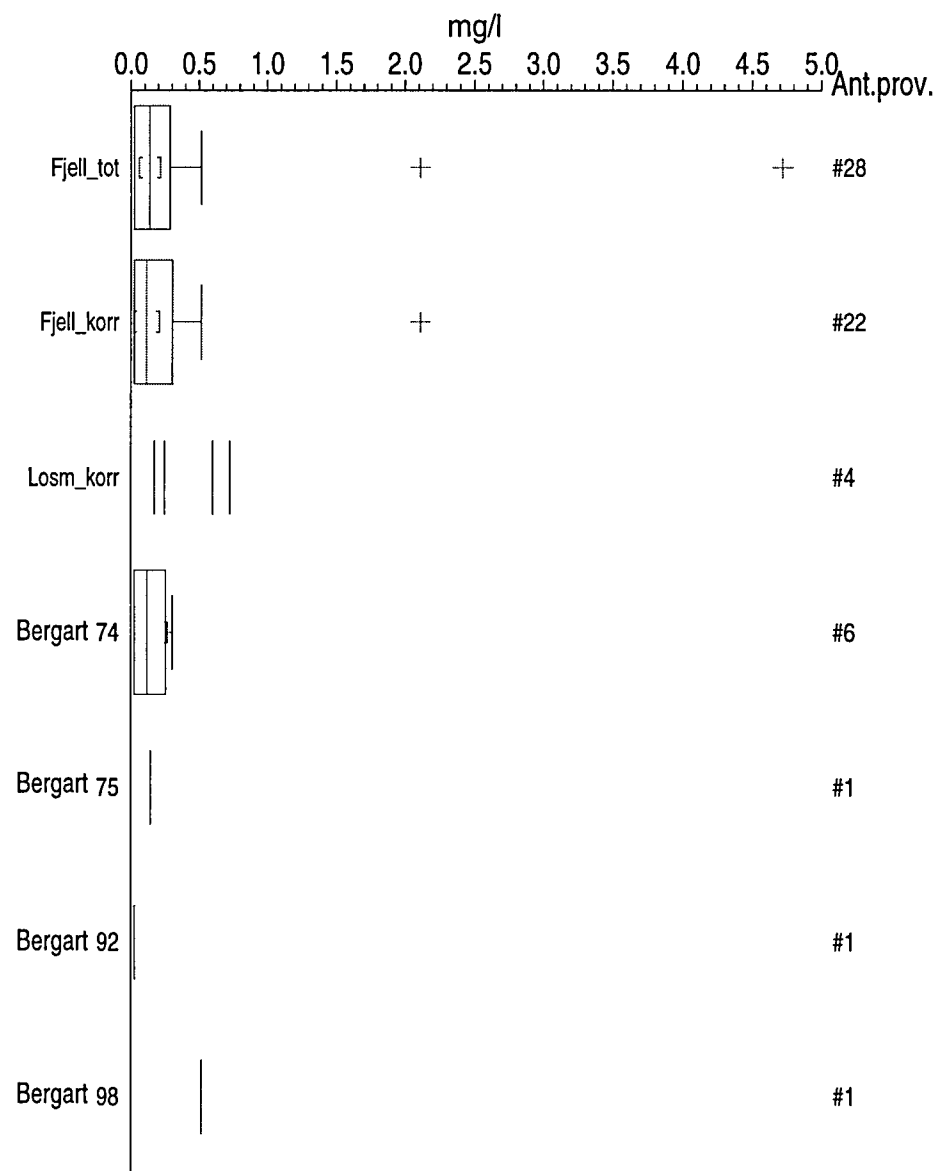 mg/l
0.0 0.5 1.0 1.5 2.0 2.5 3.0 3.5 4.0 4.5 5.0
Ant.prov.
Fjell_tot #28
Fjell_korr #22
Losm_korr #4
Bergart 74 #6
Bergart 75 #1
Bergart 92 #1
Bergart 98 #1